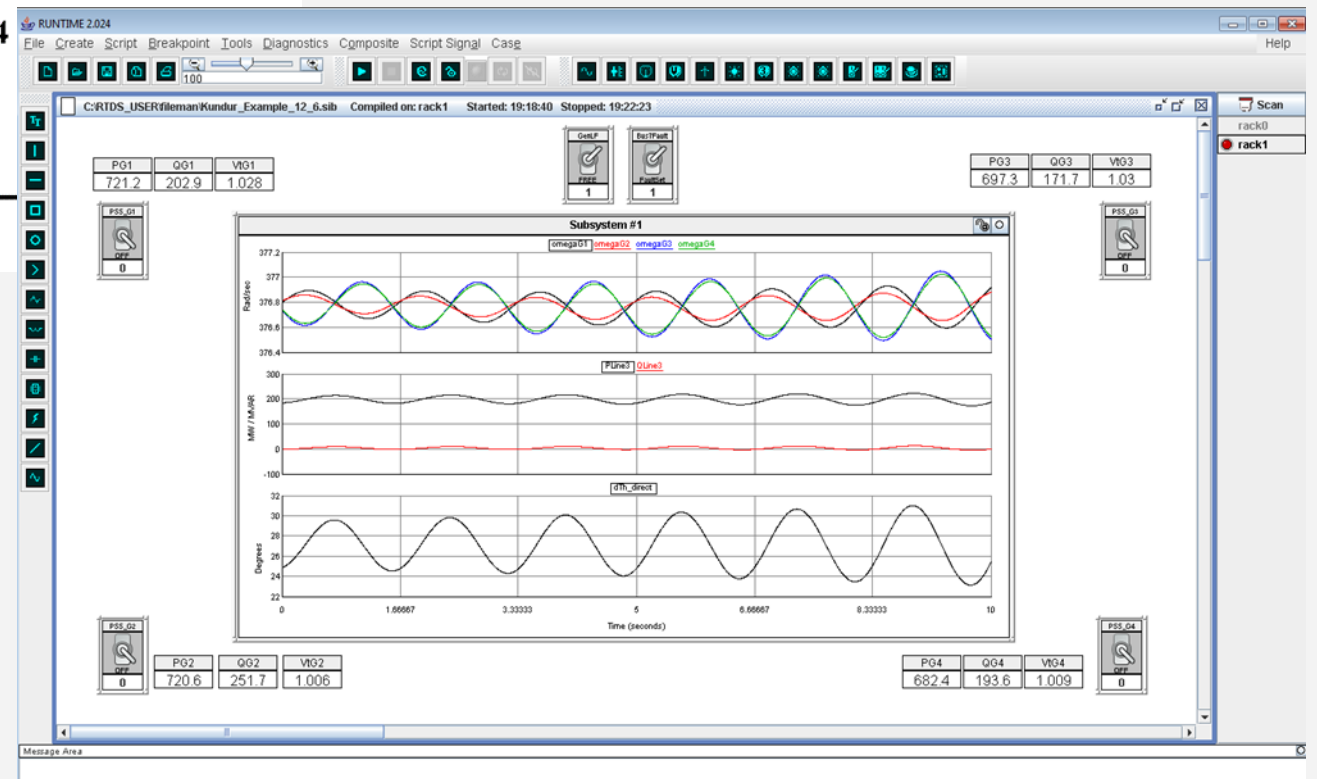 4
RUNTIME 2.024
File Create Script Breakpoint Tools Diagnostics Composite Script Signal Case Help
100
C:\RTDS_USER\fileman\Kundur_Example_12_6.sib Compiled on: rack1 Started: 19:18:40 Stopped: 19:22:23
Scan
rack0
rack1
GenLF BusTFault
FREE FaultSet
1 1
PG1 QG1 VtG1
721.2 202.9 1.028
PG3 QG3 VtG3
697.3 171.7 1.03
PSS_G1
OFF
0
PSS_G3
OFF
0
Subsystem #1
omegaG1 omegaG2 omegaG3 omegaG4
377.2
377
376.8
376.6
376.4
Rad/sec
PLine3 QLine3
300
200
100
0
-100
MW / MVAR
dTh_direct
32
30
28
26
24
22
Degrees
0 1.66667 3.33333 5 6.66667 8.33333 10
Time (seconds)
PSS_G2
OFF
0
PG2 QG2 VtG2
720.6 251.7 1.006
PG4 QG4 VtG4
682.4 193.6 1.009
PSS_G4
OFF
0
Message Area